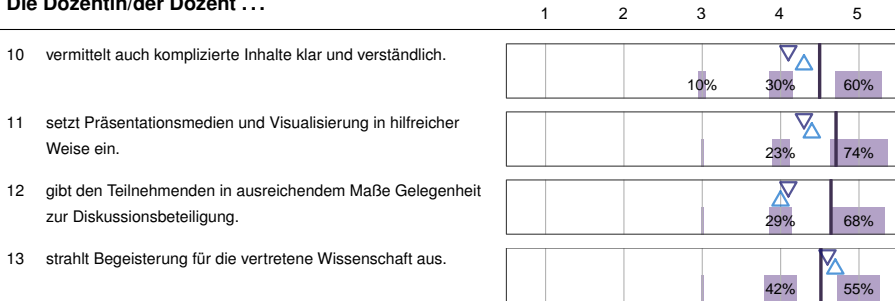 Die Dozentin/der Dozent ...
1 2 3 4 5
10 vermittelt auch komplizierte Inhalte klar und verständlich.
10% 30% 60%
11 setzt Präsentationsmedien und Visualisierung in hilfreicher
Weise ein.
23% 74%
12 gibt den Teilnehmenden in ausreichendem Maße Gelegenheit
zur Diskussionsbeteiligung.
29% 68%
13 strahlt Begeisterung für die vertretene Wissenschaft aus.
42% 55%